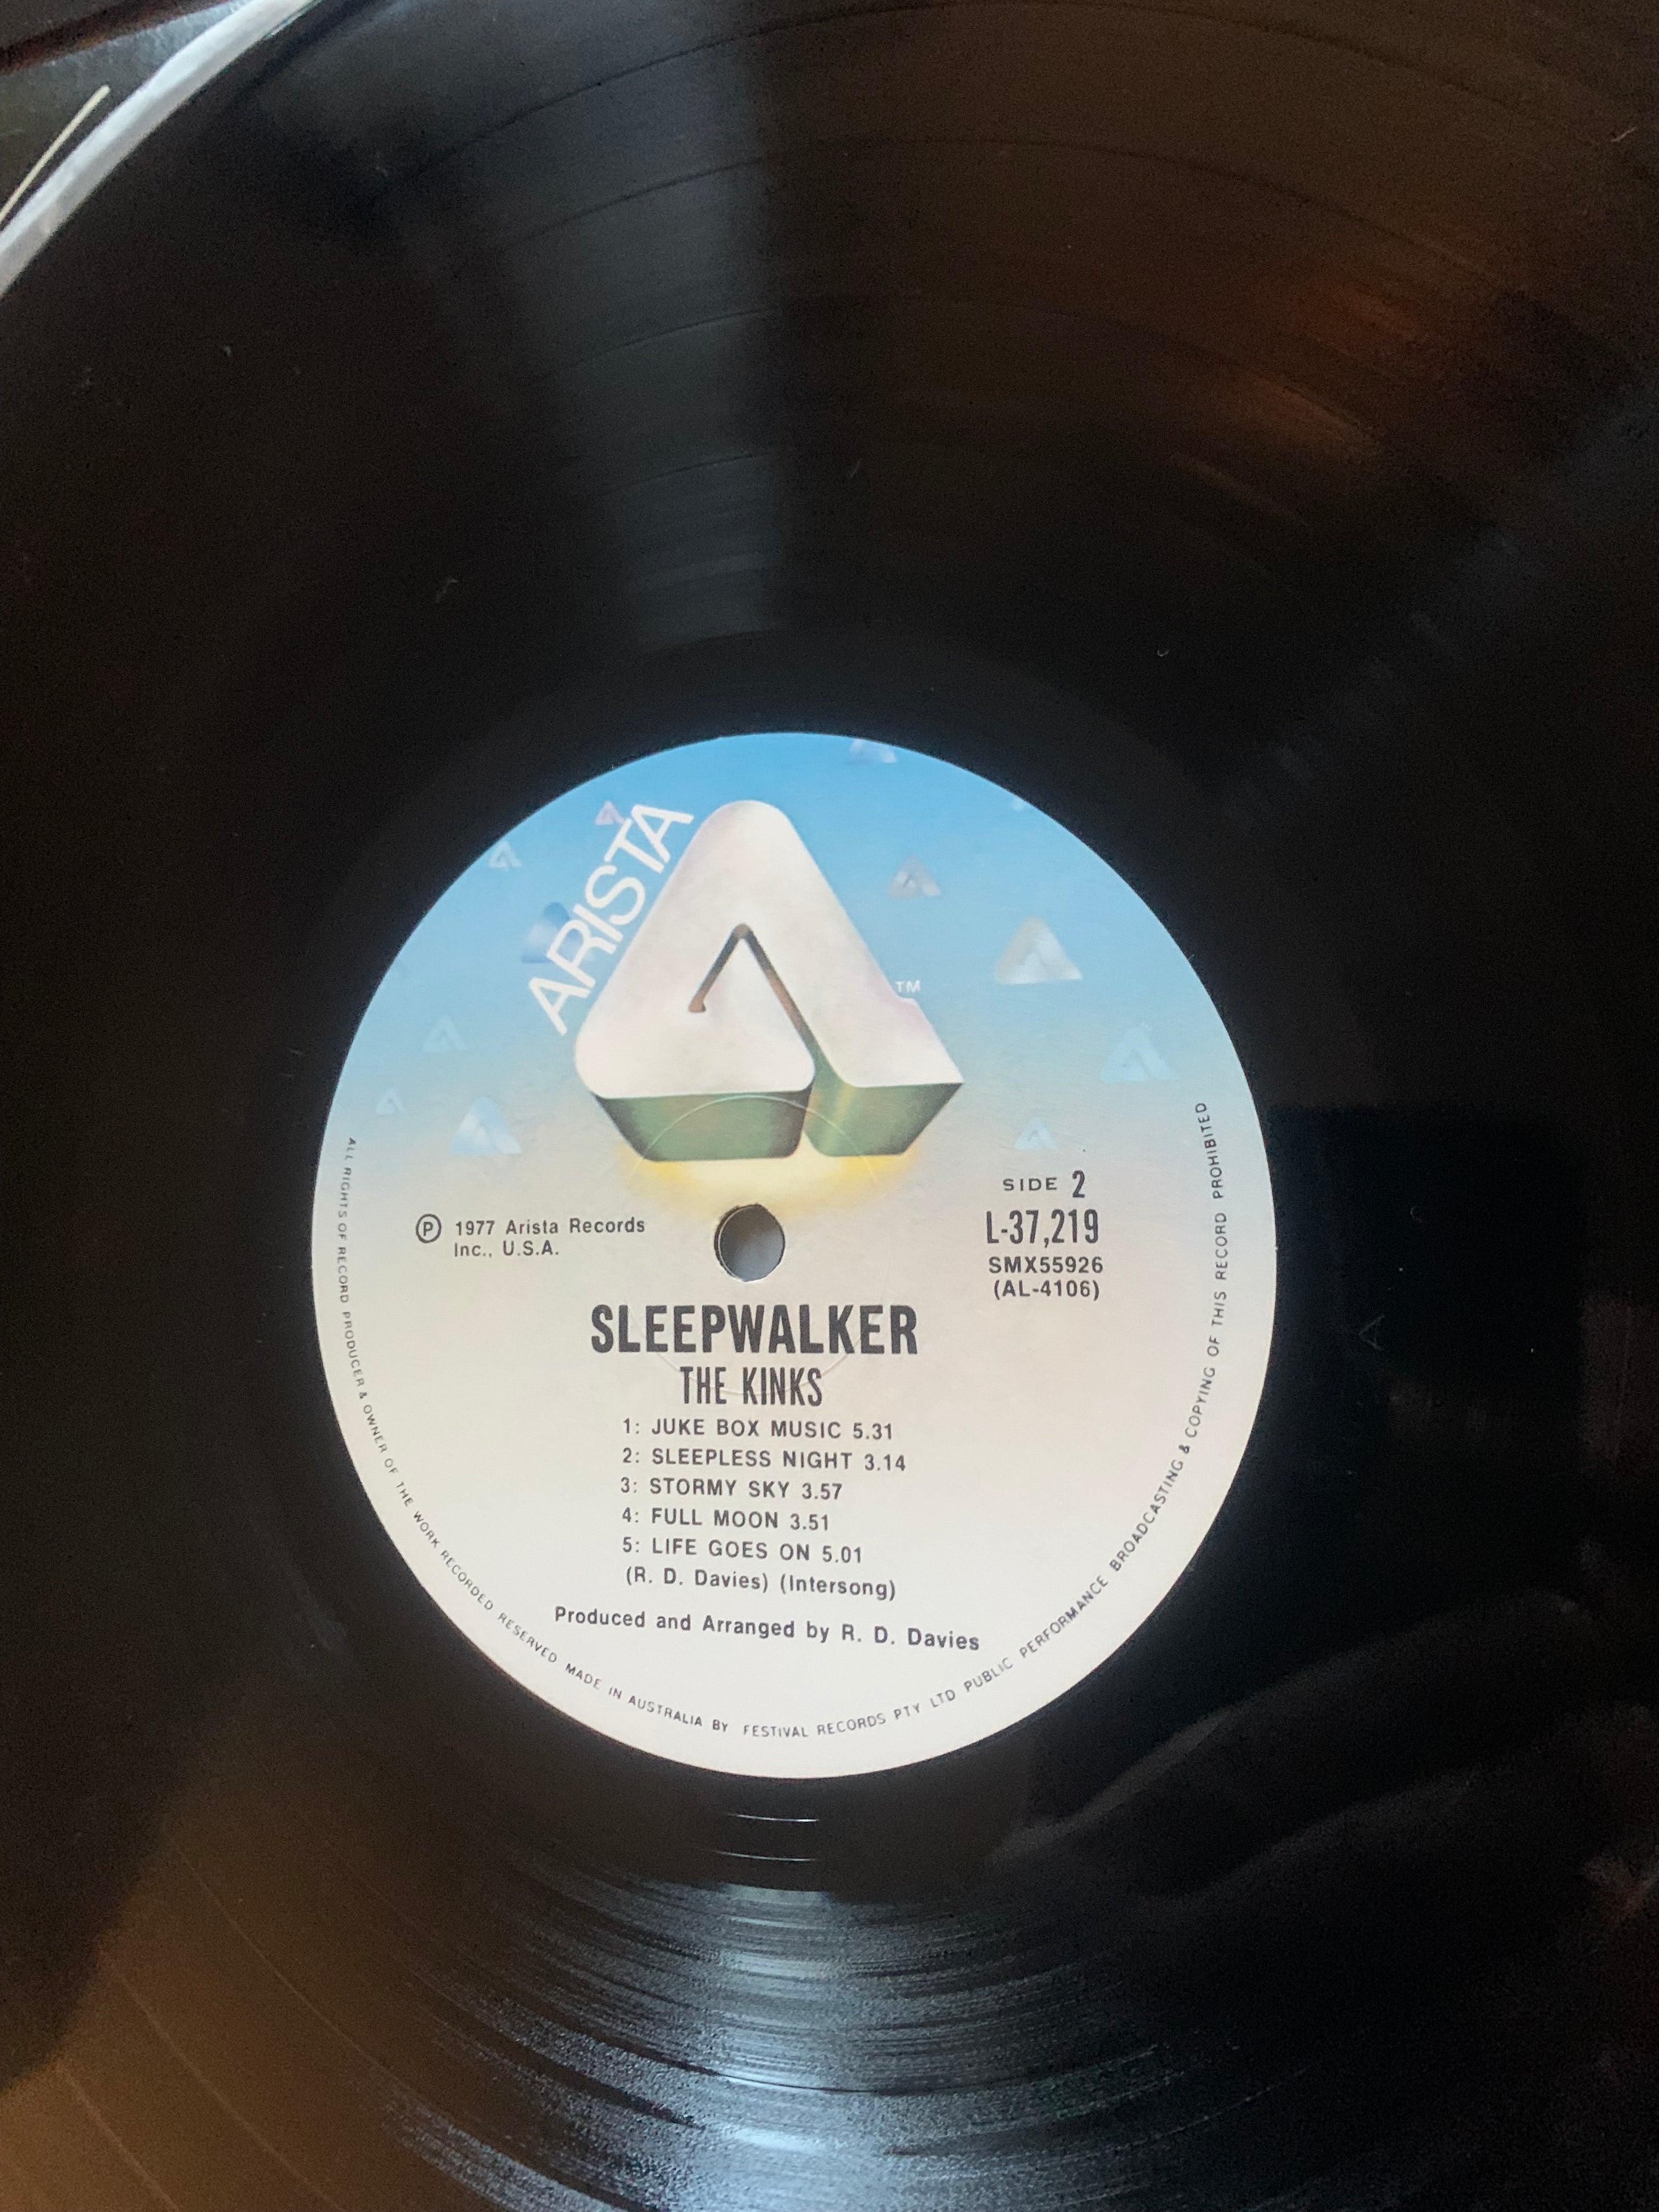 ARISTA
TM
SIDE 2
L-37,219
SMX55926
(AL-4106)
Ⓟ 1977 Arista Records
Inc., U.S.A.
SLEEPWALKER
THE KINKS
1: JUKE BOX MUSIC 5.31
2: SLEEPLESS NIGHT 3.14
3: STORMY SKY 3.57
4: FULL MOON 3.51
5: LIFE GOES ON 5.01
(R. D. Davies) (Intersong)
Produced and Arranged by R. D. Davies
ALL RIGHTS OF RECORD PRODUCER & OWNER OF THE WORK RECORDED RESERVED MADE IN AUSTRALIA BY FESTIVAL RECORDS PTY LTD PUBLIC PERFORMANCE BROADCASTING & COPYING OF THIS RECORD PROHIBITED